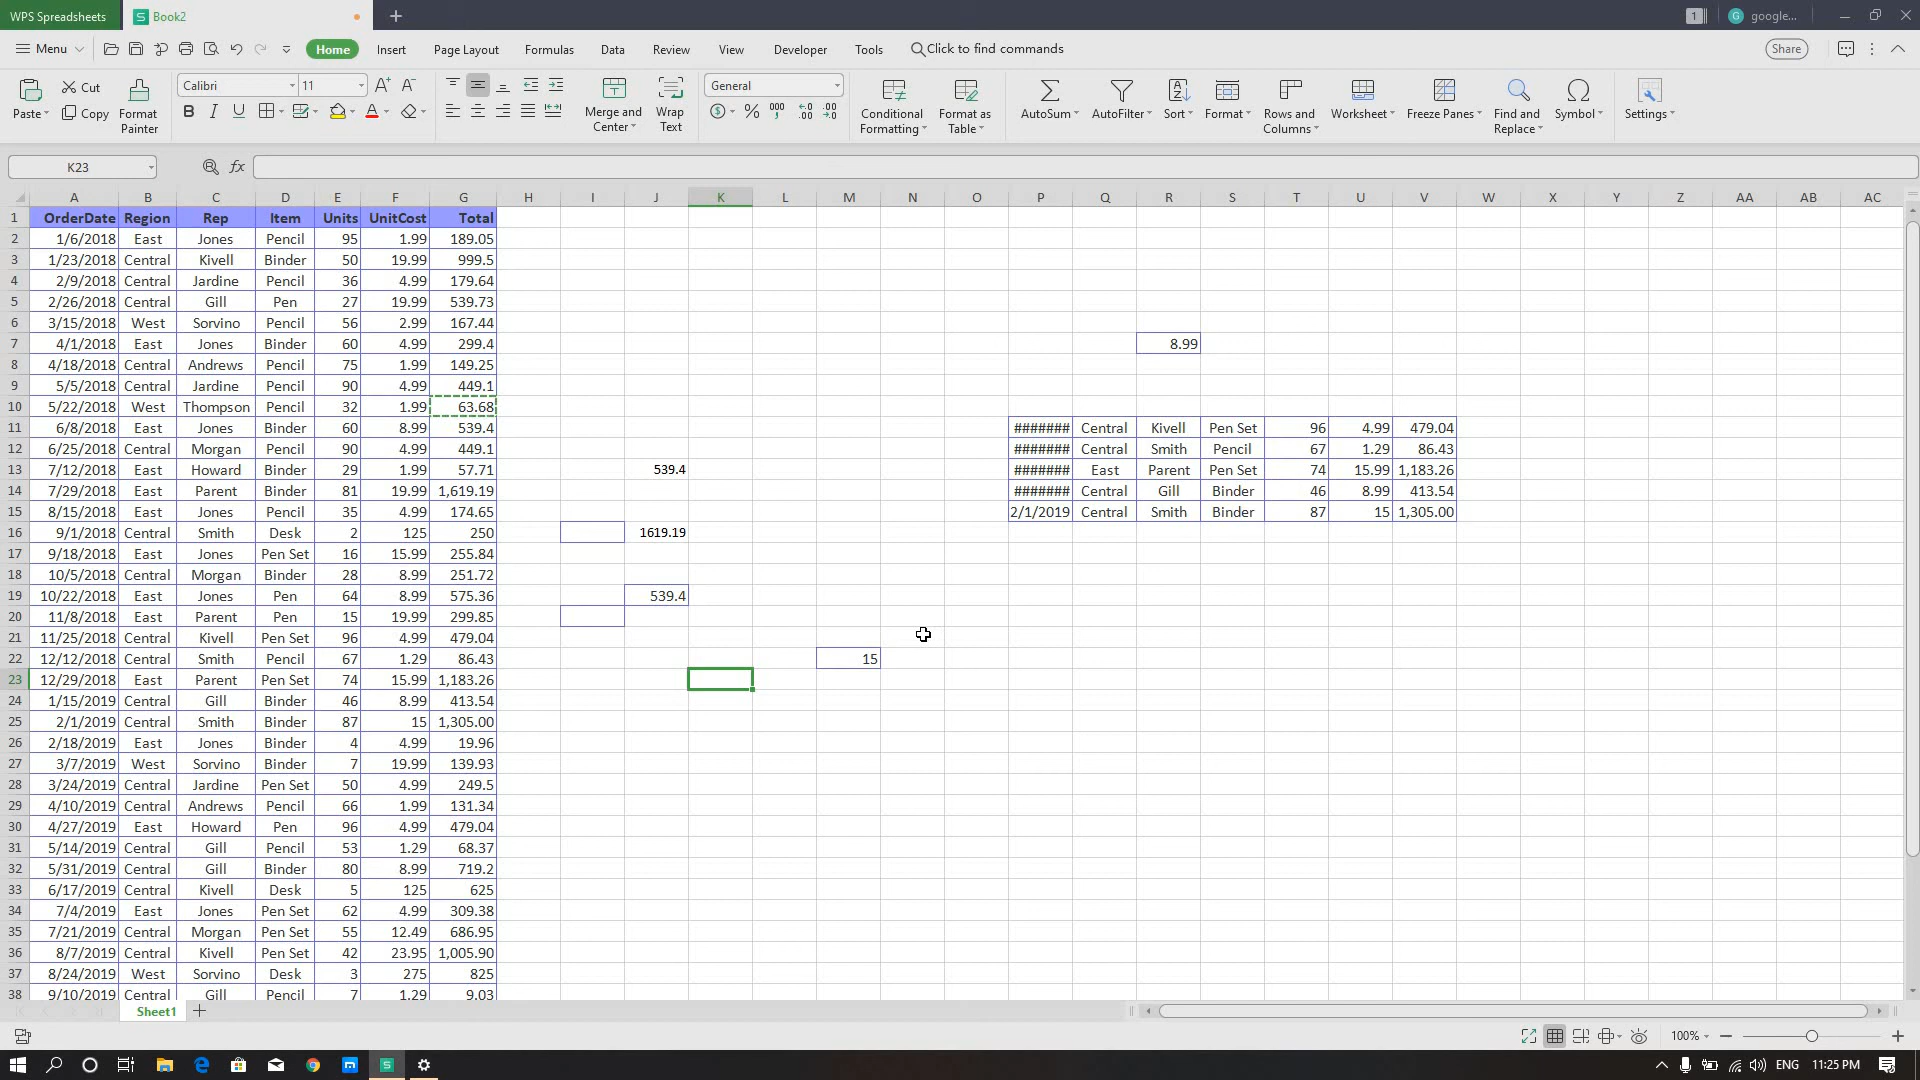 WPS Spreadsheets Book2 1 google...
Menu Home Insert Page Layout Formulas Data Review View Developer Tools Click to find commands Share
Paste Cut Copy Format Painter Calibri 11 Merge and Center Wrap Text General Conditional Formatting Format as Table AutoSum AutoFilter Sort Format Rows and Columns Worksheet Freeze Panes Find and Replace Symbol Settings
K23 fx
A B C D E F G H I J K L M N O P Q R S T U V W X Y Z AA AB AC
1 OrderDate Region Rep Item Units UnitCost Total
2 1/6/2018 East Jones Pencil 95 1.99 189.05
3 1/23/2018 Central Kivell Binder 50 19.99 999.5
4 2/9/2018 Central Jardine Pencil 36 4.99 179.64
5 2/26/2018 Central Gill Pen 27 19.99 539.73
6 3/15/2018 West Sorvino Pencil 56 2.99 167.44
7 4/1/2018 East Jones Binder 60 4.99 299.4 8.99
8 4/18/2018 Central Andrews Pencil 75 1.99 149.25
9 5/5/2018 Central Jardine Pencil 90 4.99 449.1
10 5/22/2018 West Thompson Pencil 32 1.99 63.68
11 6/8/2018 East Jones Binder 60 8.99 539.4 ####### Central Kivell Pen Set 96 4.99 479.04
12 6/25/2018 Central Morgan Pencil 90 4.99 449.1 ####### Central Smith Pencil 67 1.29 86.43
13 7/12/2018 East Howard Binder 29 1.99 57.71 539.4 ####### East Parent Pen Set 74 15.99 1,183.26
14 7/29/2018 East Parent Binder 81 19.99 1,619.19 ####### Central Gill Binder 46 8.99 413.54
15 8/15/2018 East Jones Pencil 35 4.99 174.65 2/1/2019 Central Smith Binder 87 15 1,305.00
16 9/1/2018 Central Smith Desk 2 125 250 1619.19
17 9/18/2018 East Jones Pen Set 16 15.99 255.84
18 10/5/2018 Central Morgan Binder 28 8.99 251.72
19 10/22/2018 East Jones Pen 64 8.99 575.36 539.4
20 11/8/2018 East Parent Pen 15 19.99 299.85
21 11/25/2018 Central Kivell Pen Set 96 4.99 479.04
22 12/12/2018 Central Smith Pencil 67 1.29 86.43 15
23 12/29/2018 East Parent Pen Set 74 15.99 1,183.26
24 1/15/2019 Central Gill Binder 46 8.99 413.54
25 2/1/2019 Central Smith Binder 87 15 1,305.00
26 2/18/2019 East Jones Binder 4 4.99 19.96
27 3/7/2019 West Sorvino Binder 7 19.99 139.93
28 3/24/2019 Central Jardine Pen Set 50 4.99 249.5
29 4/10/2019 Central Andrews Pencil 66 1.99 131.34
30 4/27/2019 East Howard Pen 96 4.99 479.04
31 5/14/2019 Central Gill Pencil 53 1.29 68.37
32 5/31/2019 Central Gill Binder 80 8.99 719.2
33 6/17/2019 Central Kivell Desk 5 125 625
34 7/4/2019 East Jones Pen Set 62 4.99 309.38
35 7/21/2019 Central Morgan Pen Set 55 12.49 686.95
36 8/7/2019 Central Kivell Pen Set 42 23.95 1,005.90
37 8/24/2019 West Sorvino Desk 3 275 825
38 9/10/2019 Central Gill Pencil 7 1.29 9.03
Sheet1
100%
ENG 11:25 PM